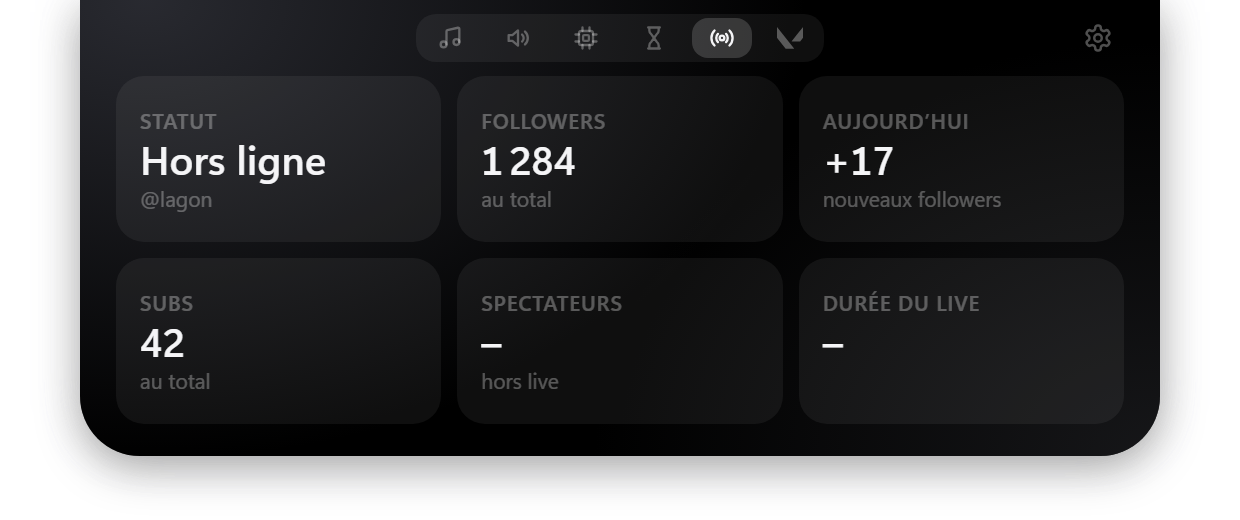 STATUT
Hors ligne
@lagon
FOLLOWERS
1 284
au total
AUJOURD’HUI
+17
nouveaux followers
SUBS
42
au total
SPECTATEURS
–
hors live
DURÉE DU LIVE
–